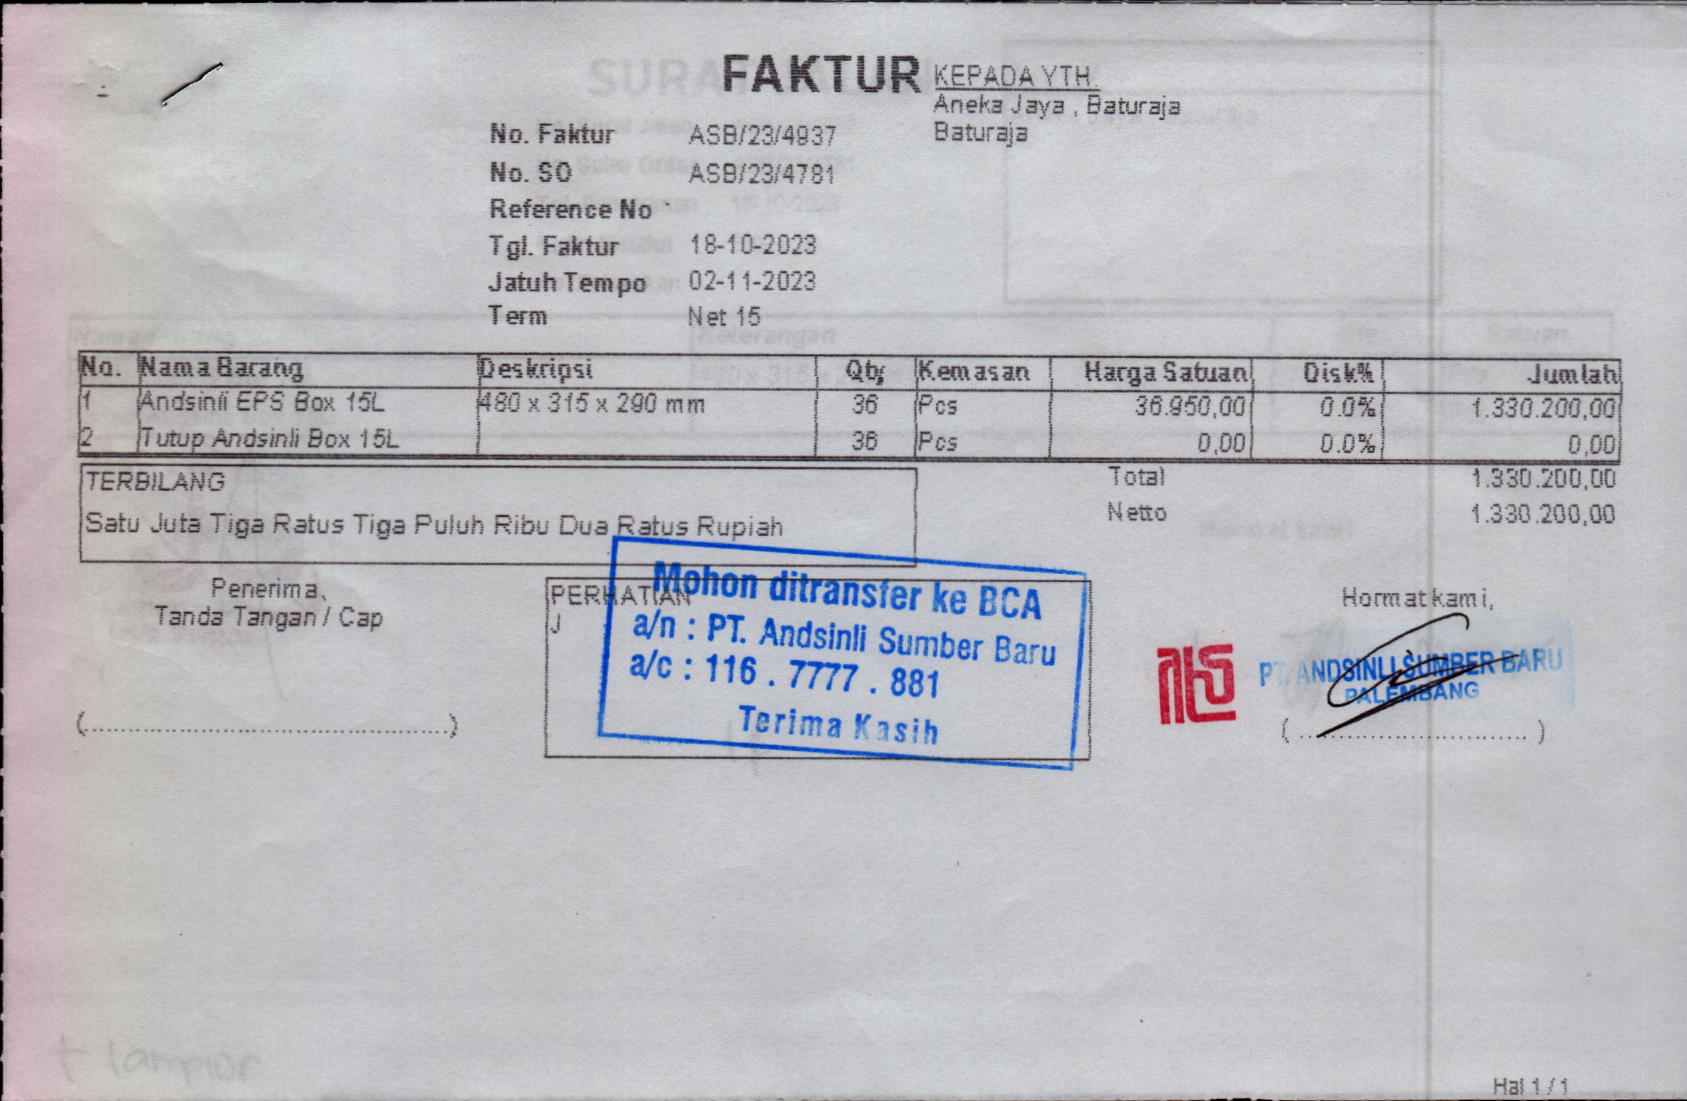 FAKTUR
KEPADA YTH.
Aneka Jaya , Baturaja
Baturaja
No. Faktur ASB/23/4937
No. SO ASB/23/4781
Reference No
Tgl. Faktur 18-10-2023
Jatuh Tempo 02-11-2023
Term Net 15
No. Nama Barang Deskripsi Qty Kemasan Harga Satuan Disk% Jumlah
1 Andsinli EPS Box 15L 480 x 315 x 290 mm 36 Pcs 36.950,00 0.0% 1.330.200,00
2 Tutup Andsinli Box 15L 36 Pcs 0,00 0.0% 0,00
TERBILANG
Satu Juta Tiga Ratus Tiga Puluh Ribu Dua Ratus Rupiah
Total 1.330.200,00
Netto 1.330.200,00
Penerima,
Tanda Tangan / Cap
(..................................................)
PERHATIAN
J
Mohon ditransfer ke BCA
a/n : PT. Andsinli Sumber Baru
a/c : 116 . 7777 . 881
Terima Kasih
Hormat kami,
PT. ANDSINLI SUMBER BARU
PALEMBANG
( ................................ )
Hal 1 / 1